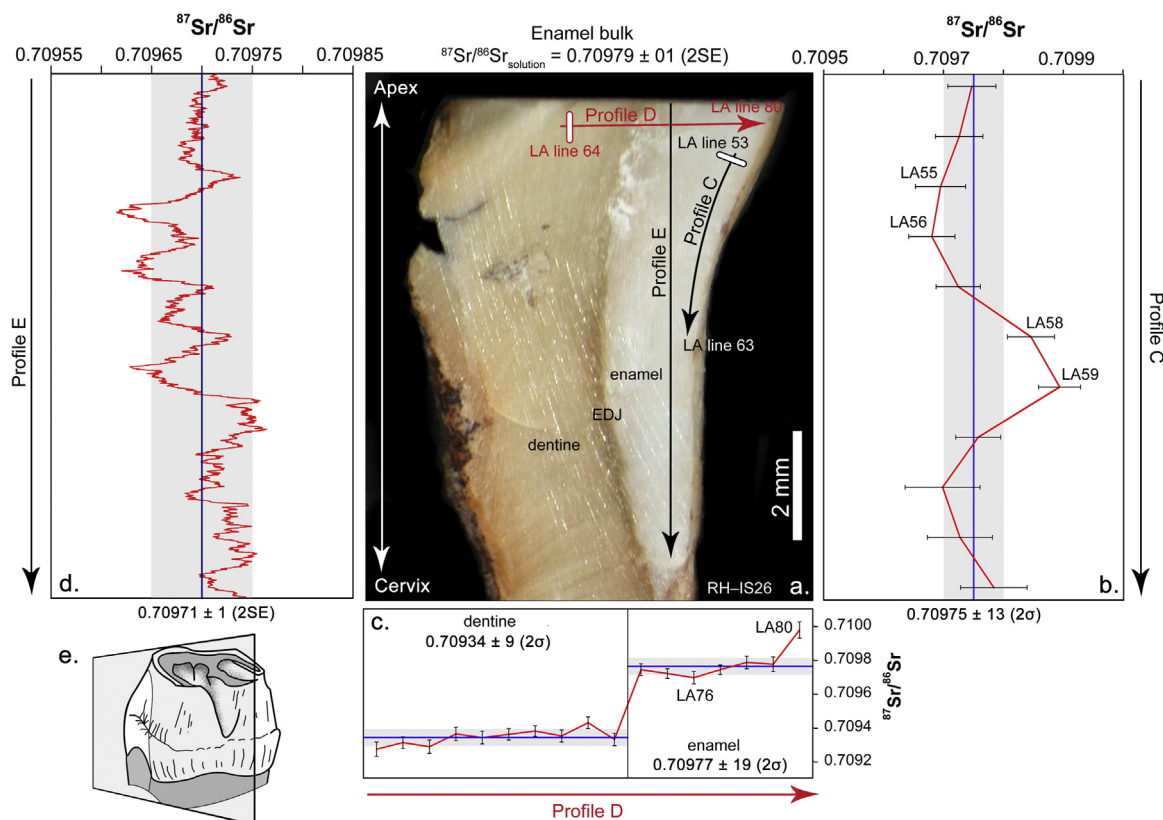 ⁸⁷Sr/⁸⁶Sr
0.70955 0.70965 0.70975 0.70985
Profile E
d.
0.70971 ± 1 (2SE)
Enamel bulk
⁸⁷Sr/⁸⁶Sr solution = 0.70979 ± 01 (2SE)
Apex
Profile D
LA line 80
LA line 64
LA line 53
Profile C
Profile E
LA line 63
enamel
EDJ
dentine
2 mm
Cervix
RH–IS26
a.
⁸⁷Sr/⁸⁶Sr
0.7095 0.7097 0.7099
LA55
LA56
LA58
LA59
Profile C
b.
0.70975 ± 13 (2σ)
c.
dentine
0.70934 ± 9 (2σ)
LA80
LA76
enamel
0.70977 ± 19 (2σ)
0.7100
0.7098
0.7096
0.7094
0.7092
⁸⁷Sr/⁸⁶Sr
Profile D
e.